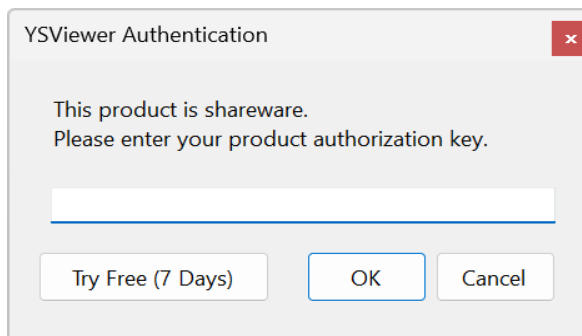 YSViewer Authentication
This product is shareware.
Please enter your product authorization key.
Try Free (7 Days)
OK
Cancel